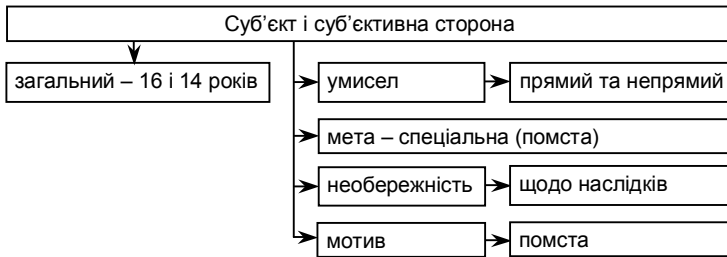 Суб’єкт і суб’єктивна сторона
загальний – 16 і 14 років
умисел
прямий та непрямий
мета – спеціальна (помста)
необережність
щодо наслідків
мотив
помста